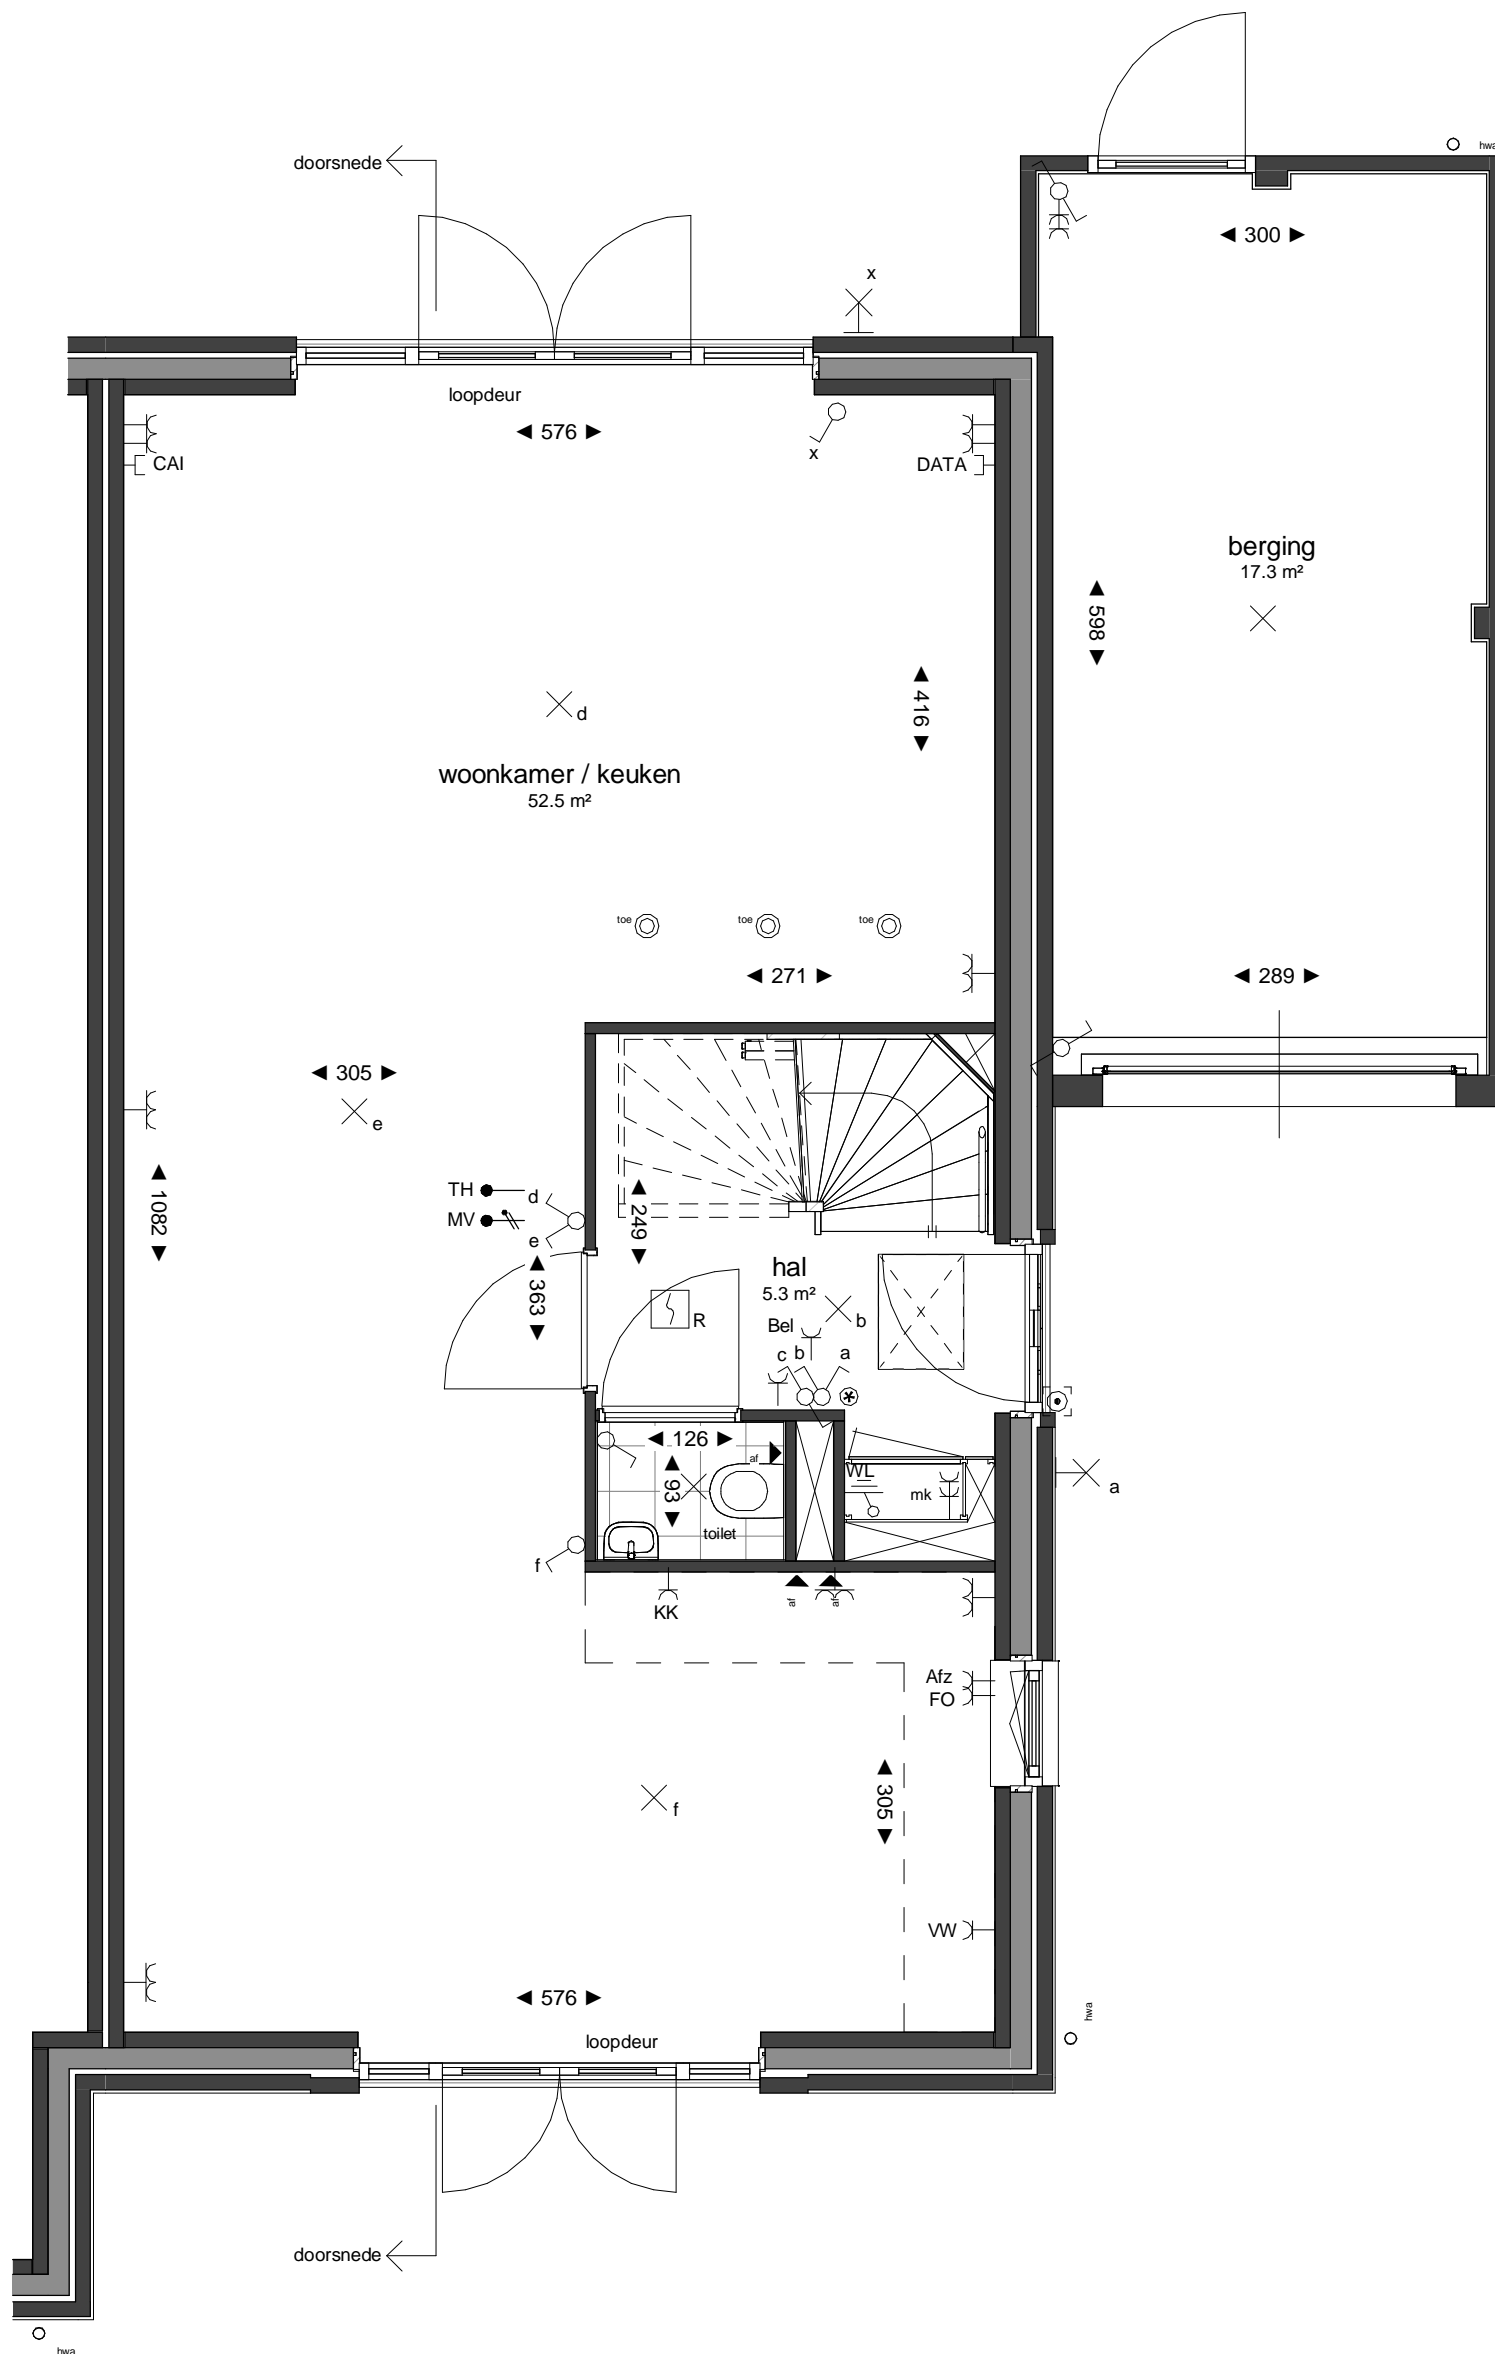 hwa
doorsnede
300
x
loopdeur
576
x
CAI
DATA
berging
17.3 m²
598
416
d
woonkamer / keuken
52.5 m²
toe
toe
toe
271
289
305
e
1082
TH
MV
d
e
249
363
hal
5.3 m²
R
b
Bel
c
b
a
126
af
93
WL
mk
toilet
a
f
KK
af
af
Afz
FO
f
305
VW
576
hwa
loopdeur
doorsnede
hwa